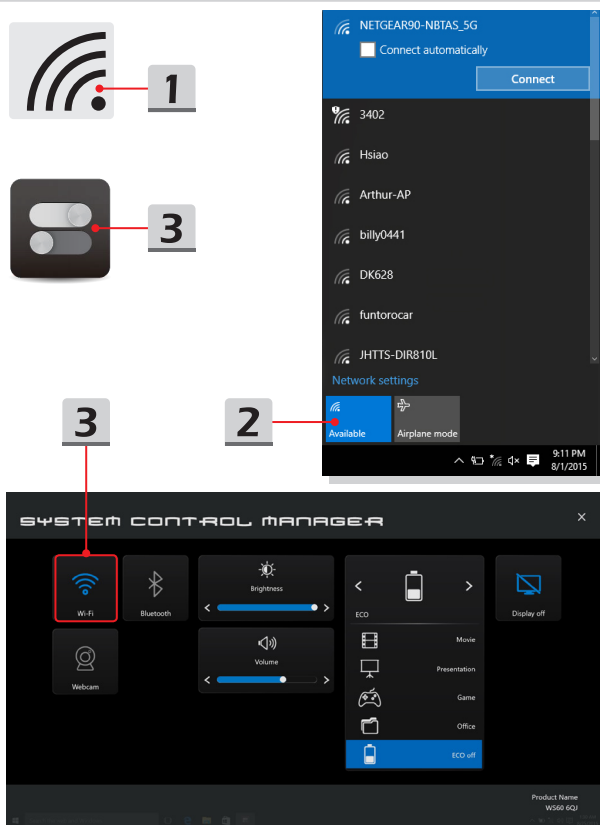 1
NETGEAR90-NBTAS_5G
Connect automatically
Connect
3402
Hsiao
Arthur-AP
billy0441
DK628
funtorocar
JHTTS-DIR810L
Network settings
Available
Airplane mode
9:11 PM
8/1/2015
3
2
3
SYSTEM CONTROL MANAGER
Wi-Fi
Bluetooth
Brightness
ECO
Display off
Webcam
Volume
Movie
Presentation
Game
Office
ECO off
Product Name
WS60 6QJ